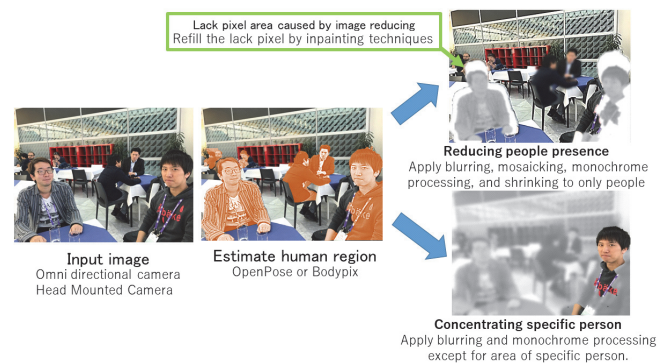 Lack pixel area caused by image reducing
Refill the lack pixel by inpainting techniques
Input image
Omni directional camera
Head Mounted Camera
Estimate human region
OpenPose or Bodypix
Reducing people presence
Apply blurring, mosaicking, monochrome
processing, and shrinking to only people
Concentrating specific person
Apply blurring and monochrome processing
except for area of specific person.